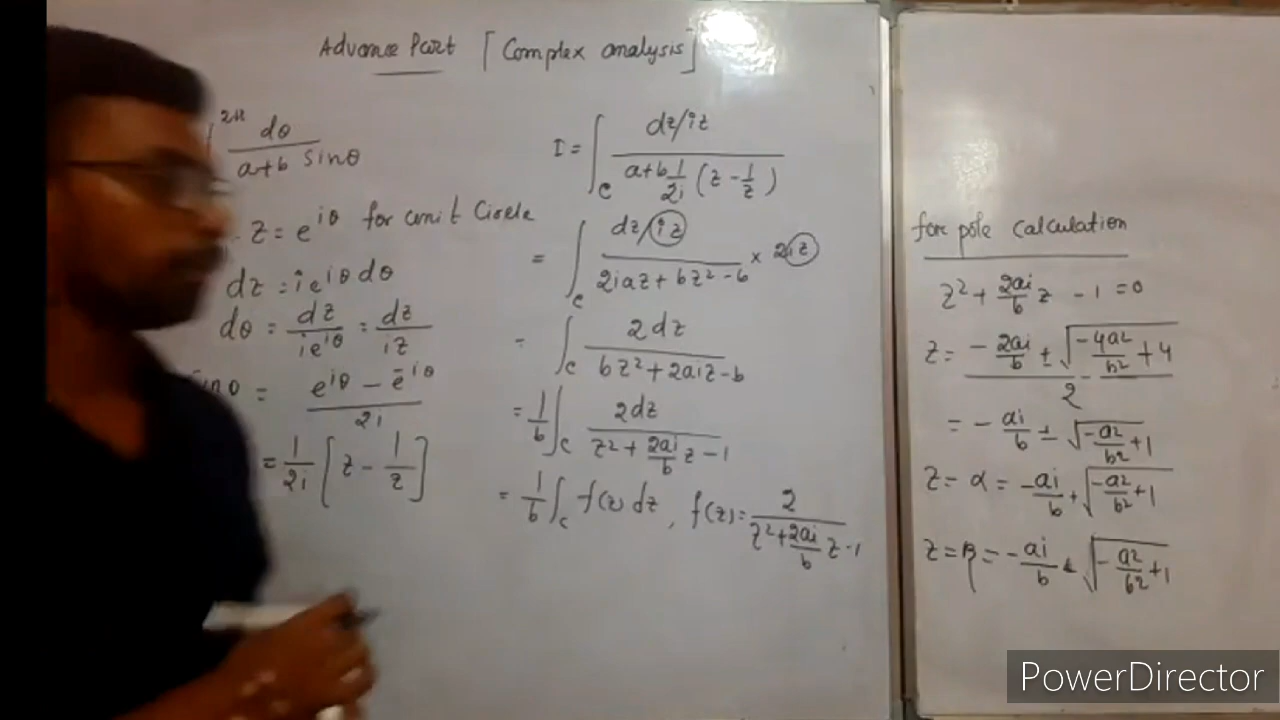 Advance Part [Complex analysis]
∫ 2π dθ / a+b sinθ
z = e^iθ for unit Circle
dz = ie^iθ dθ
dθ = dz / ie^iθ = dz / iz
sinθ = e^iθ - e^-iθ / 2i
= 1/2i [z - 1/z]
I = ∫_C dz/iz / a+b 1/2i (z - 1/z)
= ∫_C dz/iz / 2iaz+bz²-b × 2iz
= ∫_C 2dz / bz²+2aiz-b
= 1/b ∫_C 2dz / z²+2ai/b z-1
= 1/b ∫_C f(z) dz, f(z)= 2 / z²+2ai/b z-1
for pole calculation
z²+2ai/b z -1 =0
z = -2ai/b ± √(-4a²/b² +4) / 2
= -ai/b ± √(-a²/b² +1)
z = α = -ai/b + √(-a²/b² +1)
z = β = -ai/b √(-a²/b² +1)
PowerDirector